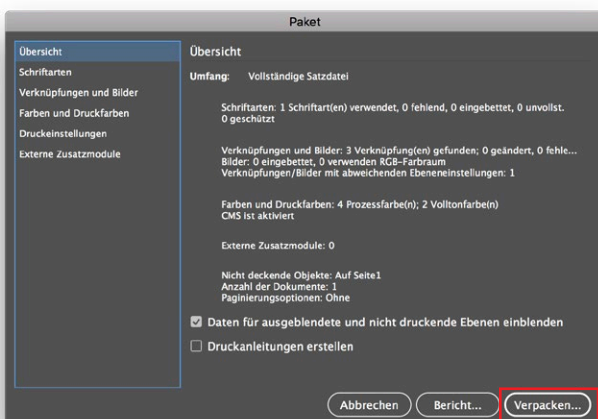 Paket
Übersicht
Schriftarten
Verknüpfungen und Bilder
Farben und Druckfarben
Druckeinstellungen
Externe Zusatzmodule
Übersicht
Umfang: Vollständige Satzdatei
Schriftarten: 1 Schriftart(en) verwendet, 0 fehlend, 0 eingebettet, 0 unvollst.
0 geschützt
Verknüpfungen und Bilder: 3 Verknüpfung(en) gefunden; 0 geändert, 0 fehle...
Bilder: 0 eingebettet, 0 verwenden RGB-Farbraum
Verknüpfungen/Bilder mit abweichenden Ebeneneinstellungen: 1
Farben und Druckfarben: 4 Prozessfarbe(n); 2 Volltonfarbe(n)
CMS ist aktiviert
Externe Zusatzmodule: 0
Nicht deckende Objekte: Auf Seite1
Anzahl der Dokumente: 1
Paginierungsoptionen: Ohne
Daten für ausgeblendete und nicht druckende Ebenen einblenden
Druckanleitungen erstellen
Abbrechen Bericht... Verpacken...